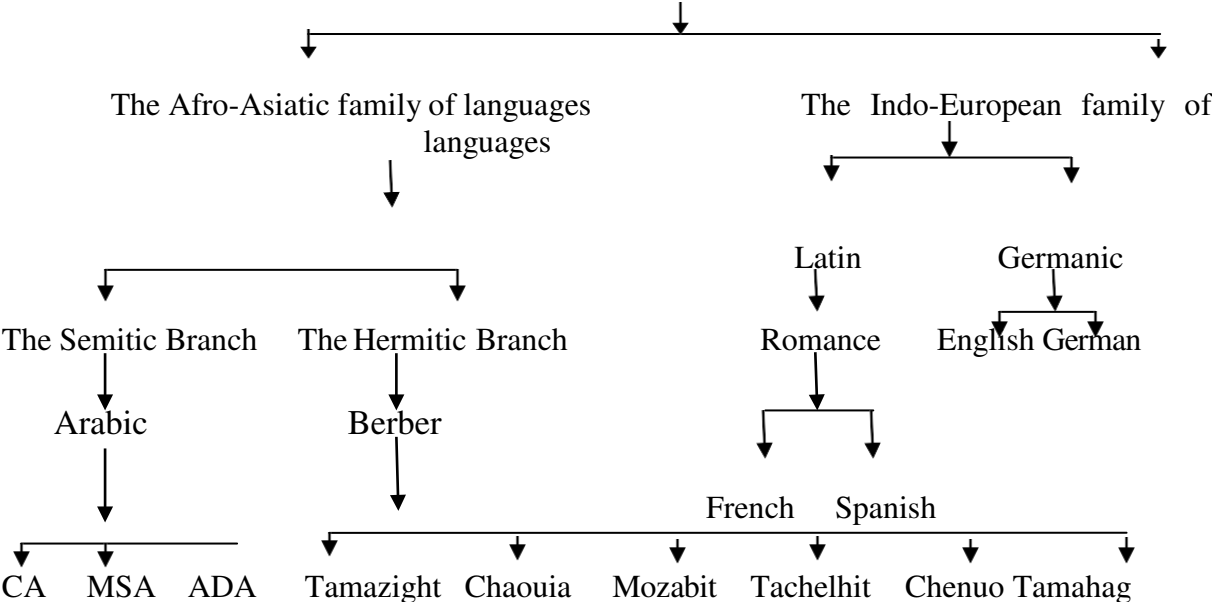 The Afro-Asiatic family of languages The Indo-European family of
languages
Latin Germanic
The Semitic Branch The Hermitic Branch Romance English German
Arabic Berber
French Spanish
CA MSA ADA Tamazight Chaouia Mozabit Tachelhit Chenuo Tamahag